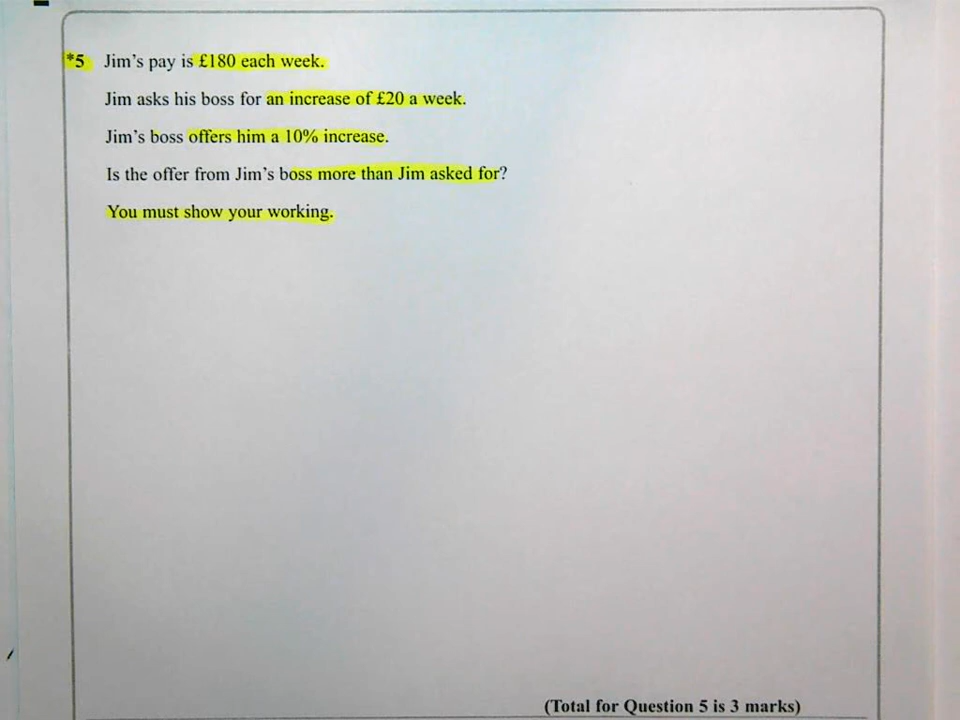 *5 Jim's pay is £180 each week.
Jim asks his boss for an increase of £20 a week.
Jim's boss offers him a 10% increase.
Is the offer from Jim's boss more than Jim asked for?
You must show your working.
(Total for Question 5 is 3 marks)